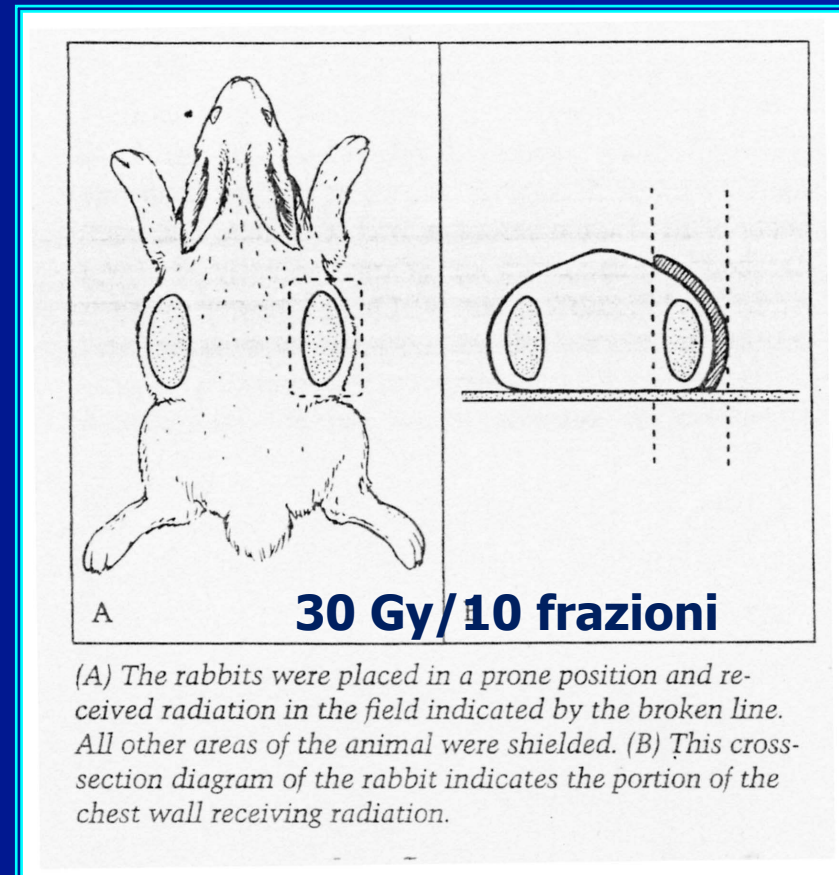 A
30 Gy/10 frazioni
(A) The rabbits were placed in a prone position and re-
ceived radiation in the field indicated by the broken line.
All other areas of the animal were shielded. (B) This cross-
section diagram of the rabbit indicates the portion of the
chest wall receiving radiation.